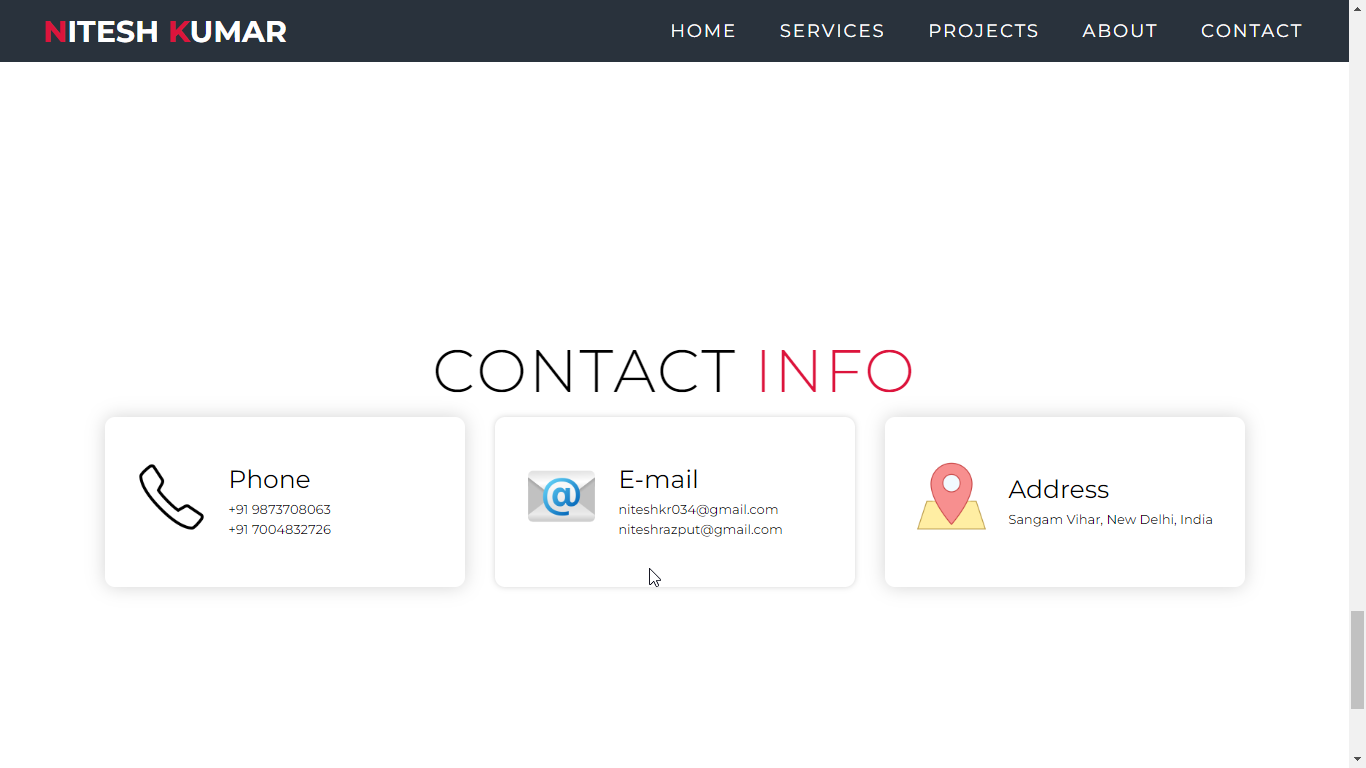 NITESH KUMAR
HOME SERVICES PROJECTS ABOUT CONTACT
CONTACT INFO
Phone
+91 9873708063
+91 7004832726
@
E-mail
niteshkr034@gmail.com
niteshrazput@gmail.com
Address
Sangam Vihar, New Delhi, India